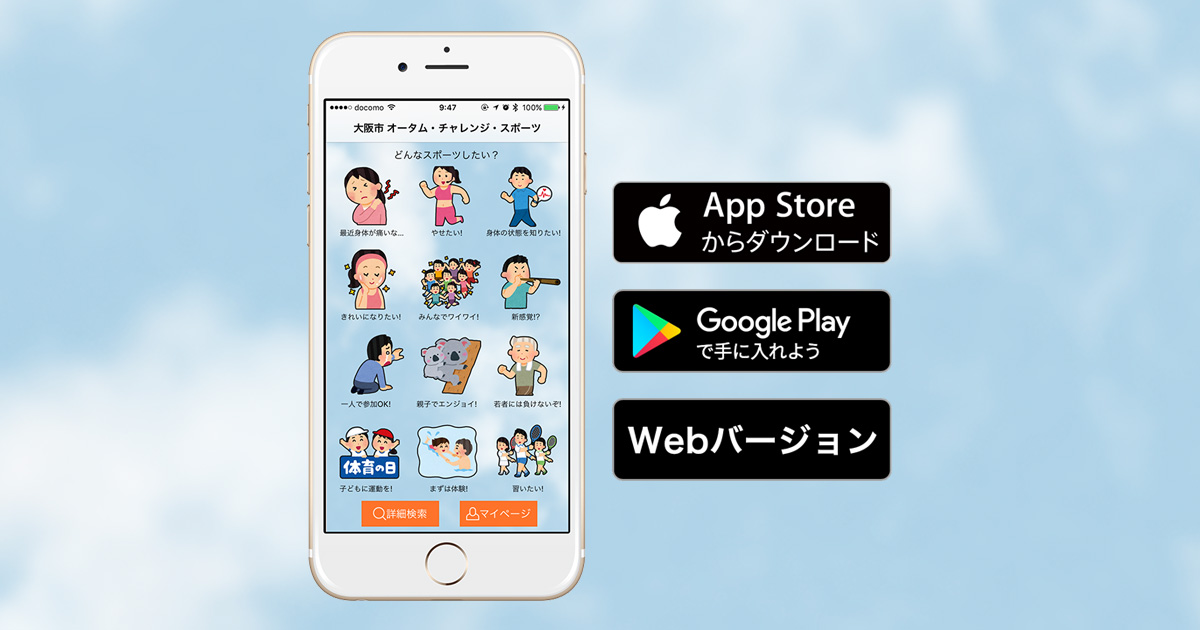 docomo 9:47 100%
大阪市 オータム・チャレンジ・スポーツ
どんなスポーツしたい？
最近身体が痛いな...
やせたい!
身体の状態を知りたい!
きれいになりたい!
みんなでワイワイ!
新感覚!?
一人で参加OK!
親子でエンジョイ!
若者には負けないぞ!
体育の日
子どもに運動を!
まずは体験!
習いたい!
詳細検索
マイページ
App Store
からダウンロード
Google Play
で手に入れよう
Webバージョン